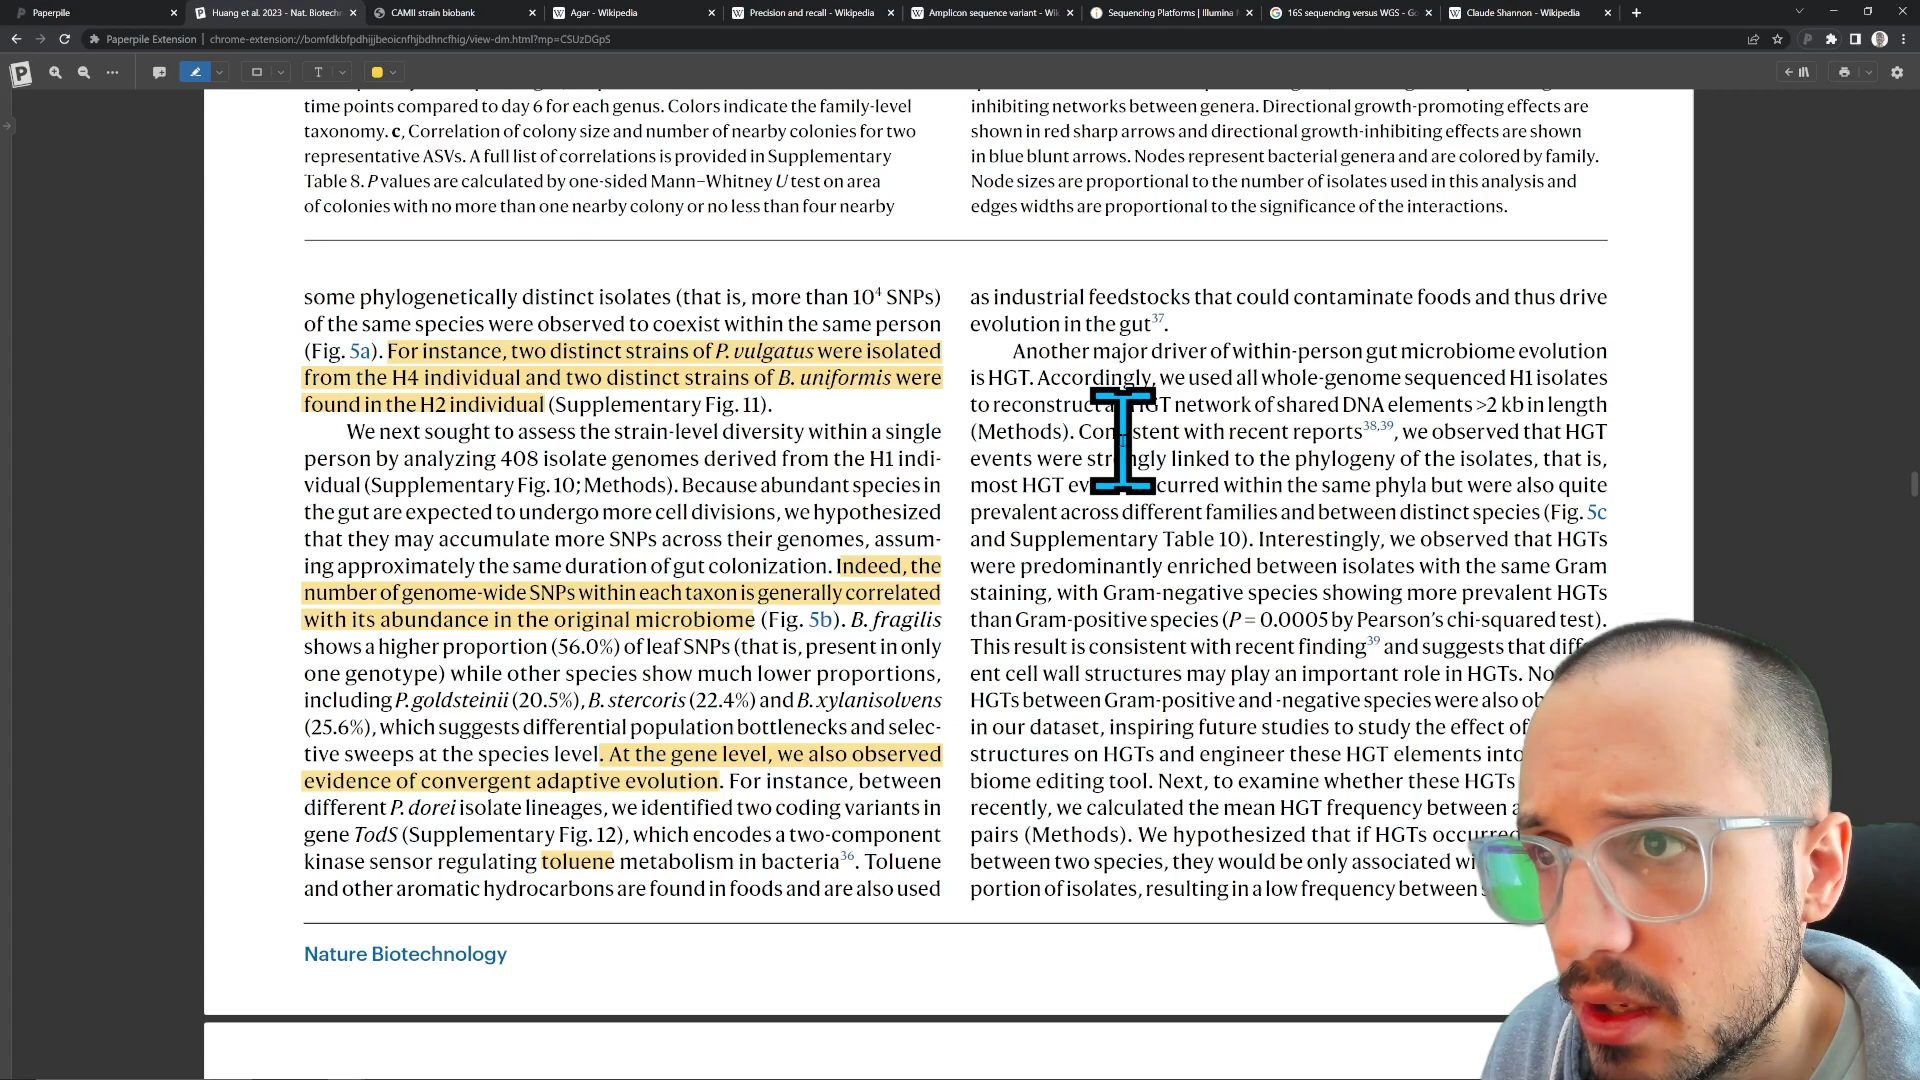 Paperpile
Huang et al. 2023 - Nat. Biotechn
CAMII strain biobank
Agar - Wikipedia
Precision and recall - Wikipedia
Amplicon sequence variant - Wi
Sequencing Platforms | Illumina
16S sequencing versus WGS - G
Claude Shannon - Wikipedia
Paperpile Extension | chrome-extension://bomfdkbfpdhijjbeoicnfhjbdhncfhig/view-dm.html?mp=CSUzDGpS
time points compared to day 6 for each genus. Colors indicate the family-level
taxonomy. c, Correlation of colony size and number of nearby colonies for two
representative ASVs. A full list of correlations is provided in Supplementary
Table 8. P values are calculated by one-sided Mann–Whitney U test on area
of colonies with no more than one nearby colony or no less than four nearby
inhibiting networks between genera. Directional growth-promoting effects are
shown in red sharp arrows and directional growth-inhibiting effects are shown
in blue blunt arrows. Nodes represent bacterial genera and are colored by family.
Node sizes are proportional to the number of isolates used in this analysis and
edges widths are proportional to the significance of the interactions.
some phylogenetically distinct isolates (that is, more than 10⁴ SNPs)
of the same species were observed to coexist within the same person
(Fig. 5a). For instance, two distinct strains of P. vulgatus were isolated
from the H4 individual and two distinct strains of B. uniformis were
found in the H2 individual (Supplementary Fig. 11).
We next sought to assess the strain-level diversity within a single
person by analyzing 408 isolate genomes derived from the H1 indi-
vidual (Supplementary Fig. 10; Methods). Because abundant species in
the gut are expected to undergo more cell divisions, we hypothesized
that they may accumulate more SNPs across their genomes, assum-
ing approximately the same duration of gut colonization. Indeed, the
number of genome-wide SNPs within each taxon is generally correlated
with its abundance in the original microbiome (Fig. 5b). B. fragilis
shows a higher proportion (56.0%) of leaf SNPs (that is, present in only
one genotype) while other species show much lower proportions,
including P. goldsteinii (20.5%), B. stercoris (22.4%) and B. xylanisolvens
(25.6%), which suggests differential population bottlenecks and selec-
tive sweeps at the species level. At the gene level, we also observed
evidence of convergent adaptive evolution. For instance, between
different P. dorei isolate lineages, we identified two coding variants in
gene TodS (Supplementary Fig. 12), which encodes a two-component
kinase sensor regulating toluene metabolism in bacteria³⁶. Toluene
and other aromatic hydrocarbons are found in foods and are also used
as industrial feedstocks that could contaminate foods and thus drive
evolution in the gut³⁷.
Another major driver of within-person gut microbiome evolution
is HGT. Accordingly, we used all whole-genome sequenced H1 isolates
to reconstruct HGT network of shared DNA elements >2 kb in length
(Methods). Consistent with recent reports³⁸,³⁹, we observed that HGT
events were strongly linked to the phylogeny of the isolates, that is,
most HGT ev curred within the same phyla but were also quite
prevalent across different families and between distinct species (Fig. 5c
and Supplementary Table 10). Interestingly, we observed that HGTs
were predominantly enriched between isolates with the same Gram
staining, with Gram-negative species showing more prevalent HGTs
than Gram-positive species (P = 0.0005 by Pearson's chi-squared test).
This result is consistent with recent finding³⁹ and suggests that differ-
ent cell wall structures may play an important role in HGTs. No
HGTs between Gram-positive and -negative species were also ob
in our dataset, inspiring future studies to study the effect of
structures on HGTs and engineer these HGT elements into
biome editing tool. Next, to examine whether these HGTs
recently, we calculated the mean HGT frequency between a
pairs (Methods). We hypothesized that if HGTs occurred
between two species, they would be only associated wi
portion of isolates, resulting in a low frequency between
Nature Biotechnology